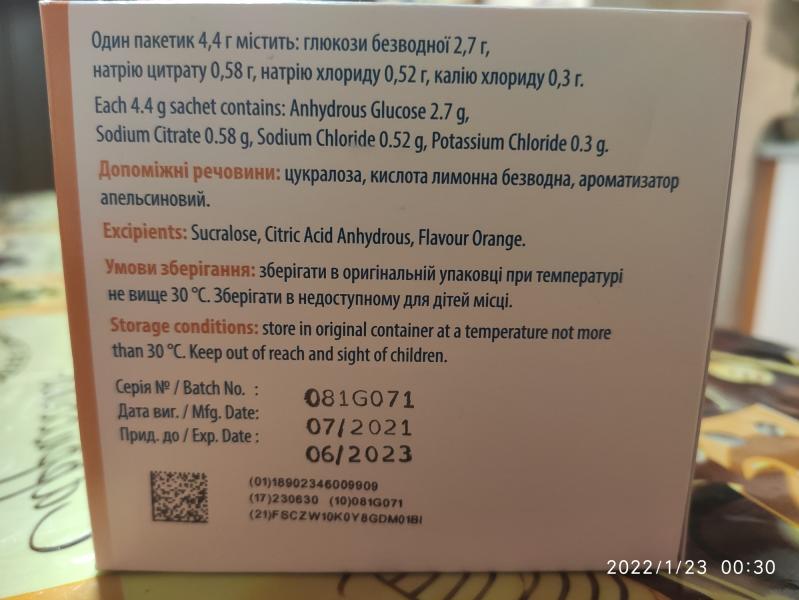 Один пакетик 4,4 г містить: глюкози безводної 2,7 г,
натрію цитрату 0,58 г, натрію хлориду 0,52 г, калію хлориду 0,3 г.
Each 4.4 g sachet contains: Anhydrous Glucose 2.7 g,
Sodium Citrate 0.58 g, Sodium Chloride 0.52 g, Potassium Chloride 0.3 g.
Допоміжні речовини: цукралоза, кислота лимонна безводна, ароматизатор
апельсиновий.
Excipients: Sucralose, Citric Acid Anhydrous, Flavour Orange.
Умови зберігання: зберігати в оригінальній упаковці при температурі
не вище 30 °С. Зберігати в недоступному для дітей місці.
Storage conditions: store in original container at a temperature not more
than 30 °C. Keep out of reach and sight of children.
Серія № / Batch No. : 081G071
Дата виг. / Mfg. Date: 07/2021
Прид. до / Exp. Date : 06/2023
(01)18902346009909
(17)230630 (10)081G071
(21)FSCZW10K0Y8GDM01BI
2022/1/23 00:30